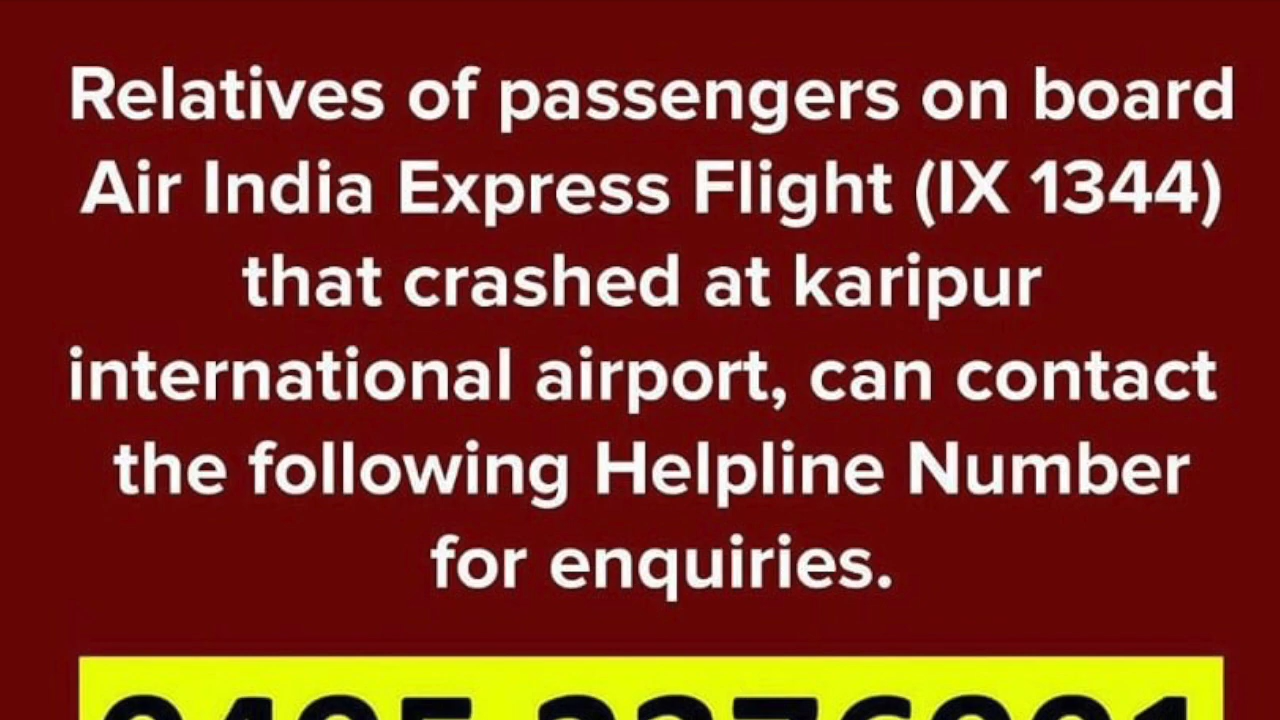 Relatives of passengers on board
Air India Express Flight (IX 1344)
that crashed at karipur
international airport, can contact
the following Helpline Number
for enquiries.